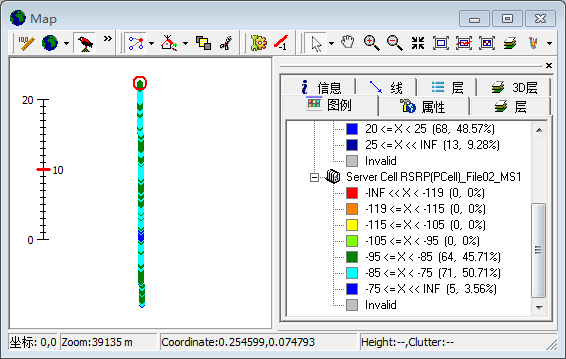 Map
信息
线
层
3D层
图例
属性
层
20
10
0
20 <= X < 25 (68, 48.57%)
25 <= X << INF (13, 9.28%)
Invalid
Server Cell RSRP(PCell)_File02_MS1
-INF << X < -119 (0, 0%)
-119 <= X < -115 (0, 0%)
-115 <= X < -105 (0, 0%)
-105 <= X < -95 (0, 0%)
-95 <= X < -85 (64, 45.71%)
-85 <= X < -75 (71, 50.71%)
-75 <= X << INF (5, 3.56%)
Invalid
坐标: 0,0 Zoom:39135 m Coordinate:0.254599,0.074793 Height:--,Clutter:--